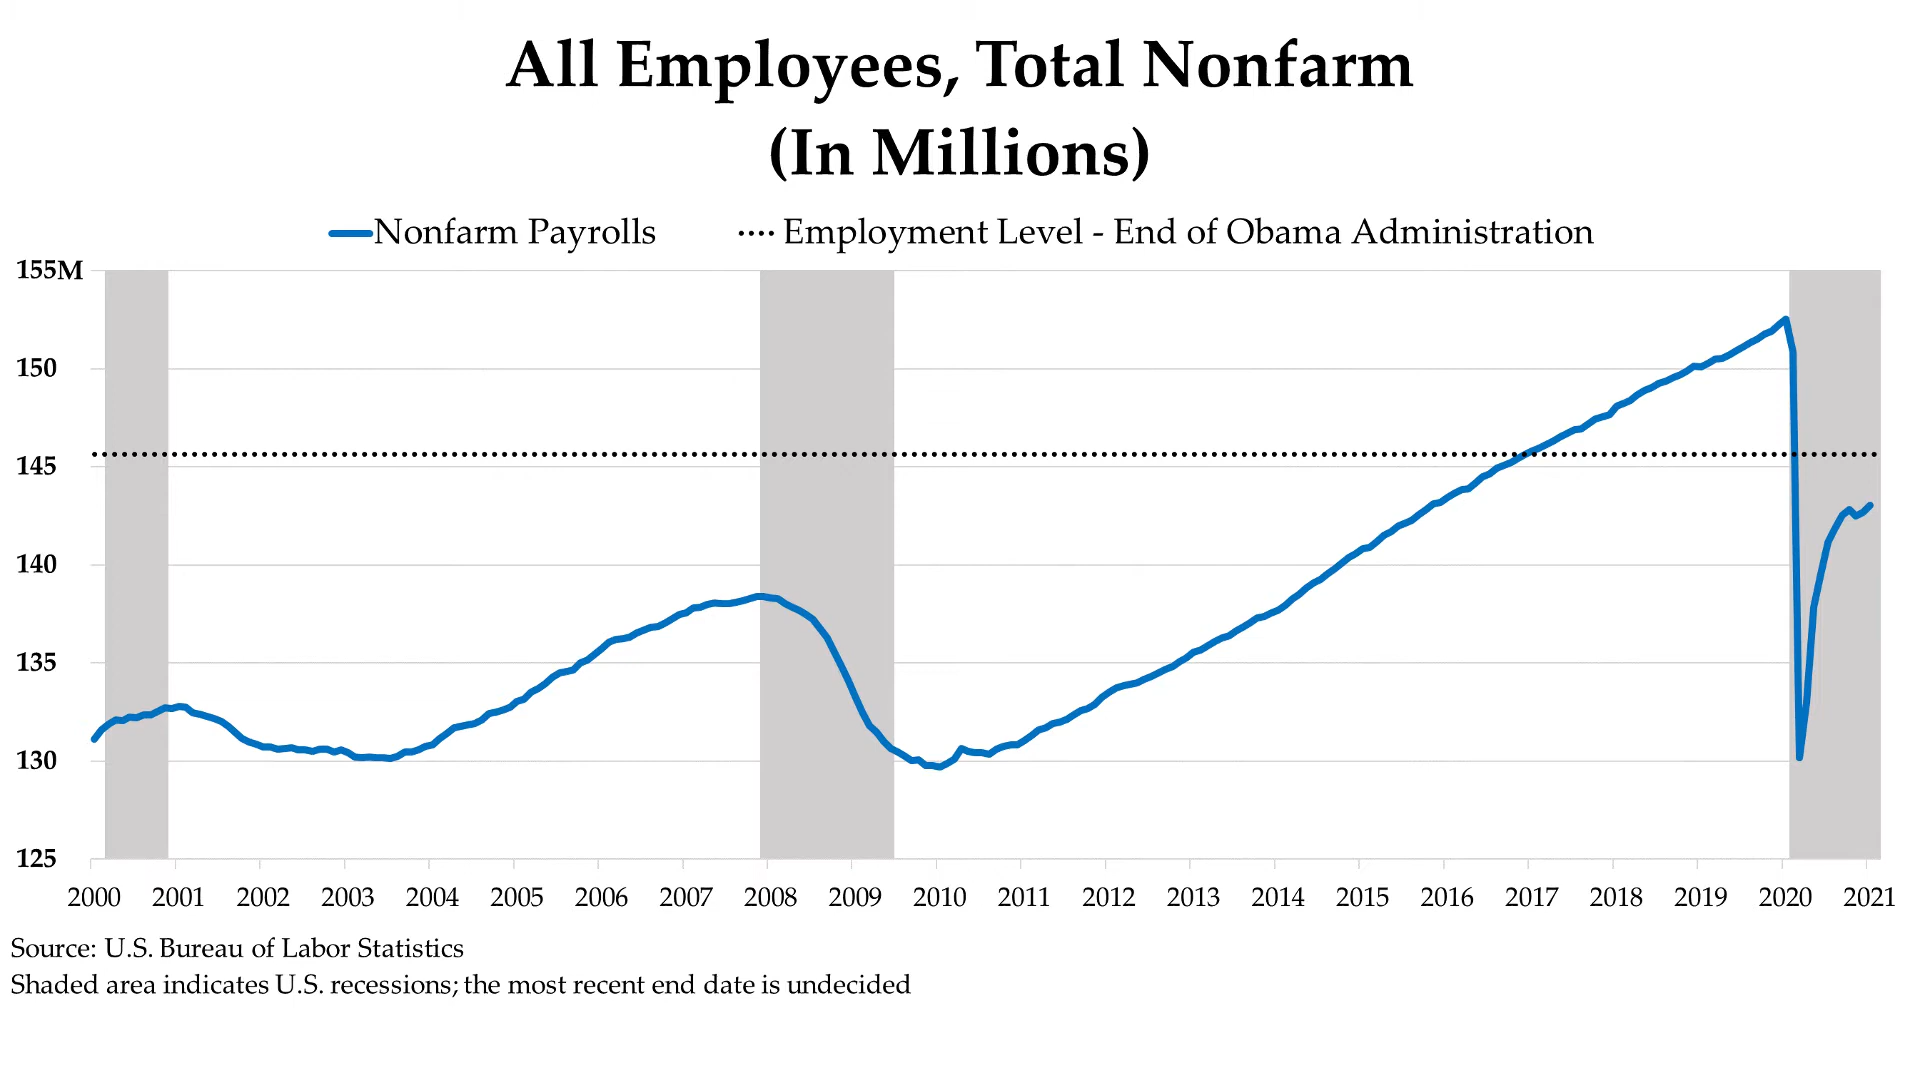 All Employees, Total Nonfarm
(In Millions)
Nonfarm Payrolls Employment Level - End of Obama Administration
155M
150
145
140
135
130
125
2000 2001 2002 2003 2004 2005 2006 2007 2008 2009 2010 2011 2012 2013 2014 2015 2016 2017 2018 2019 2020 2021
Source: U.S. Bureau of Labor Statistics
Shaded area indicates U.S. recessions; the most recent end date is undecided